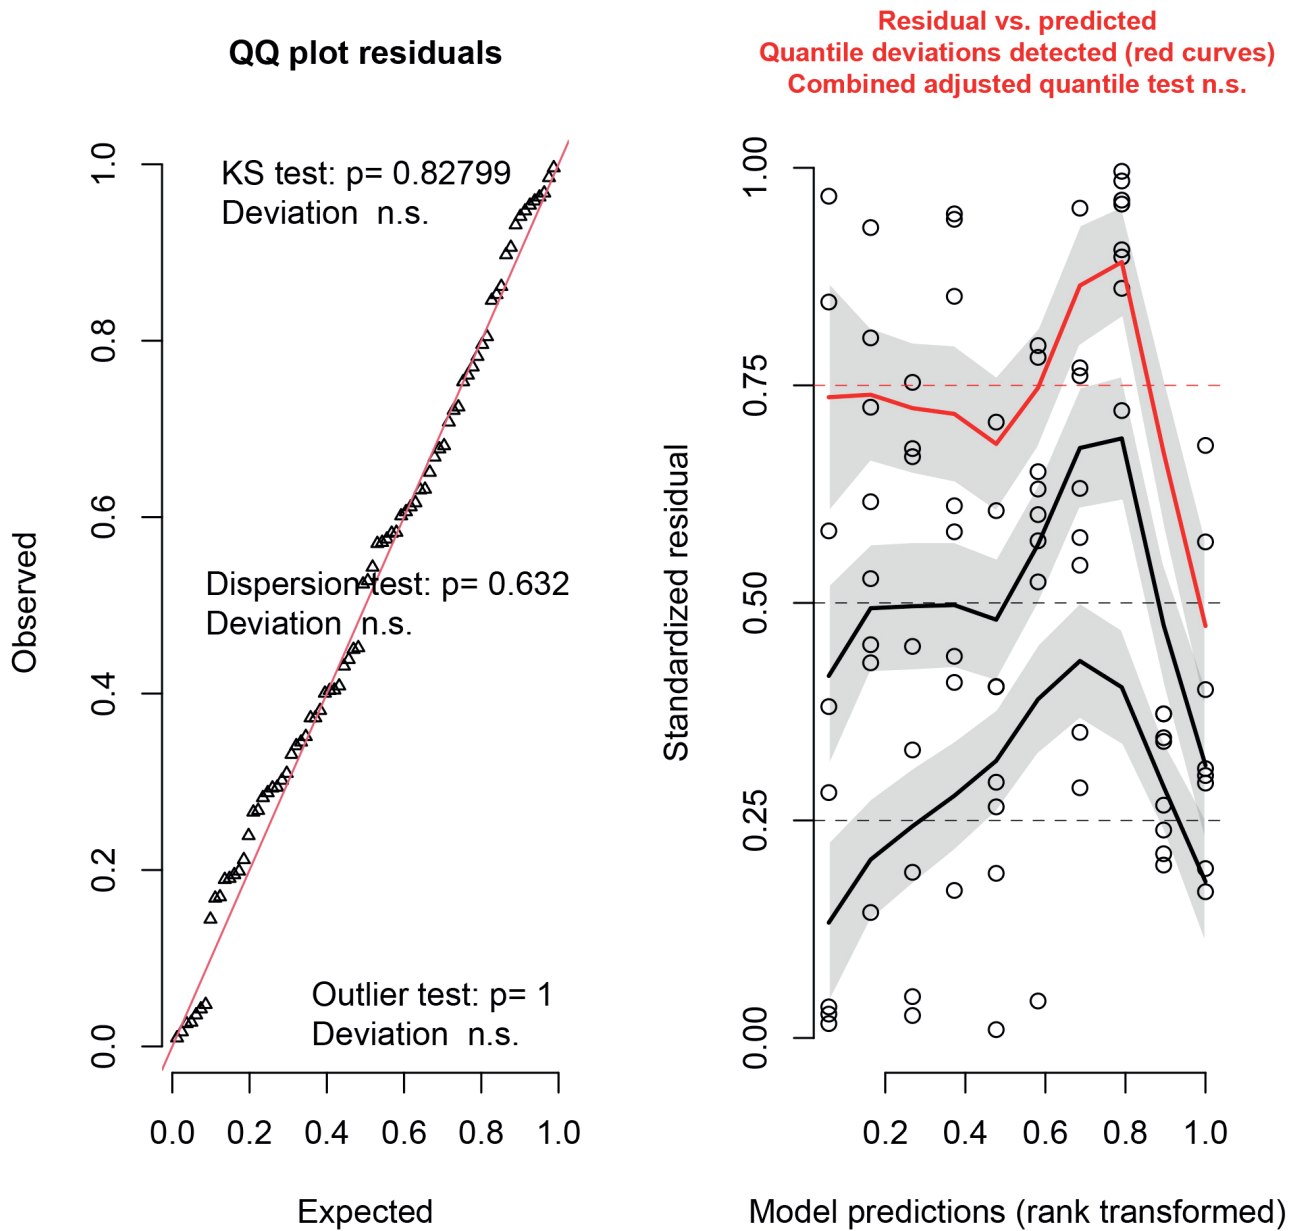 QQ plot residuals
KS test: p= 0.82799
Deviation  n.s.
Dispersion test: p= 0.632
Deviation  n.s.
Outlier test: p= 1
Deviation  n.s.
Observed
0.0
0.2
0.4
0.6
0.8
1.0
0.0 0.2 0.4 0.6 0.8 1.0
Expected
Residual vs. predicted
Quantile deviations detected (red curves)
Combined adjusted quantile test n.s.
Standardized residual
0.00
0.25
0.50
0.75
1.00
0.2 0.4 0.6 0.8 1.0
Model predictions (rank transformed)